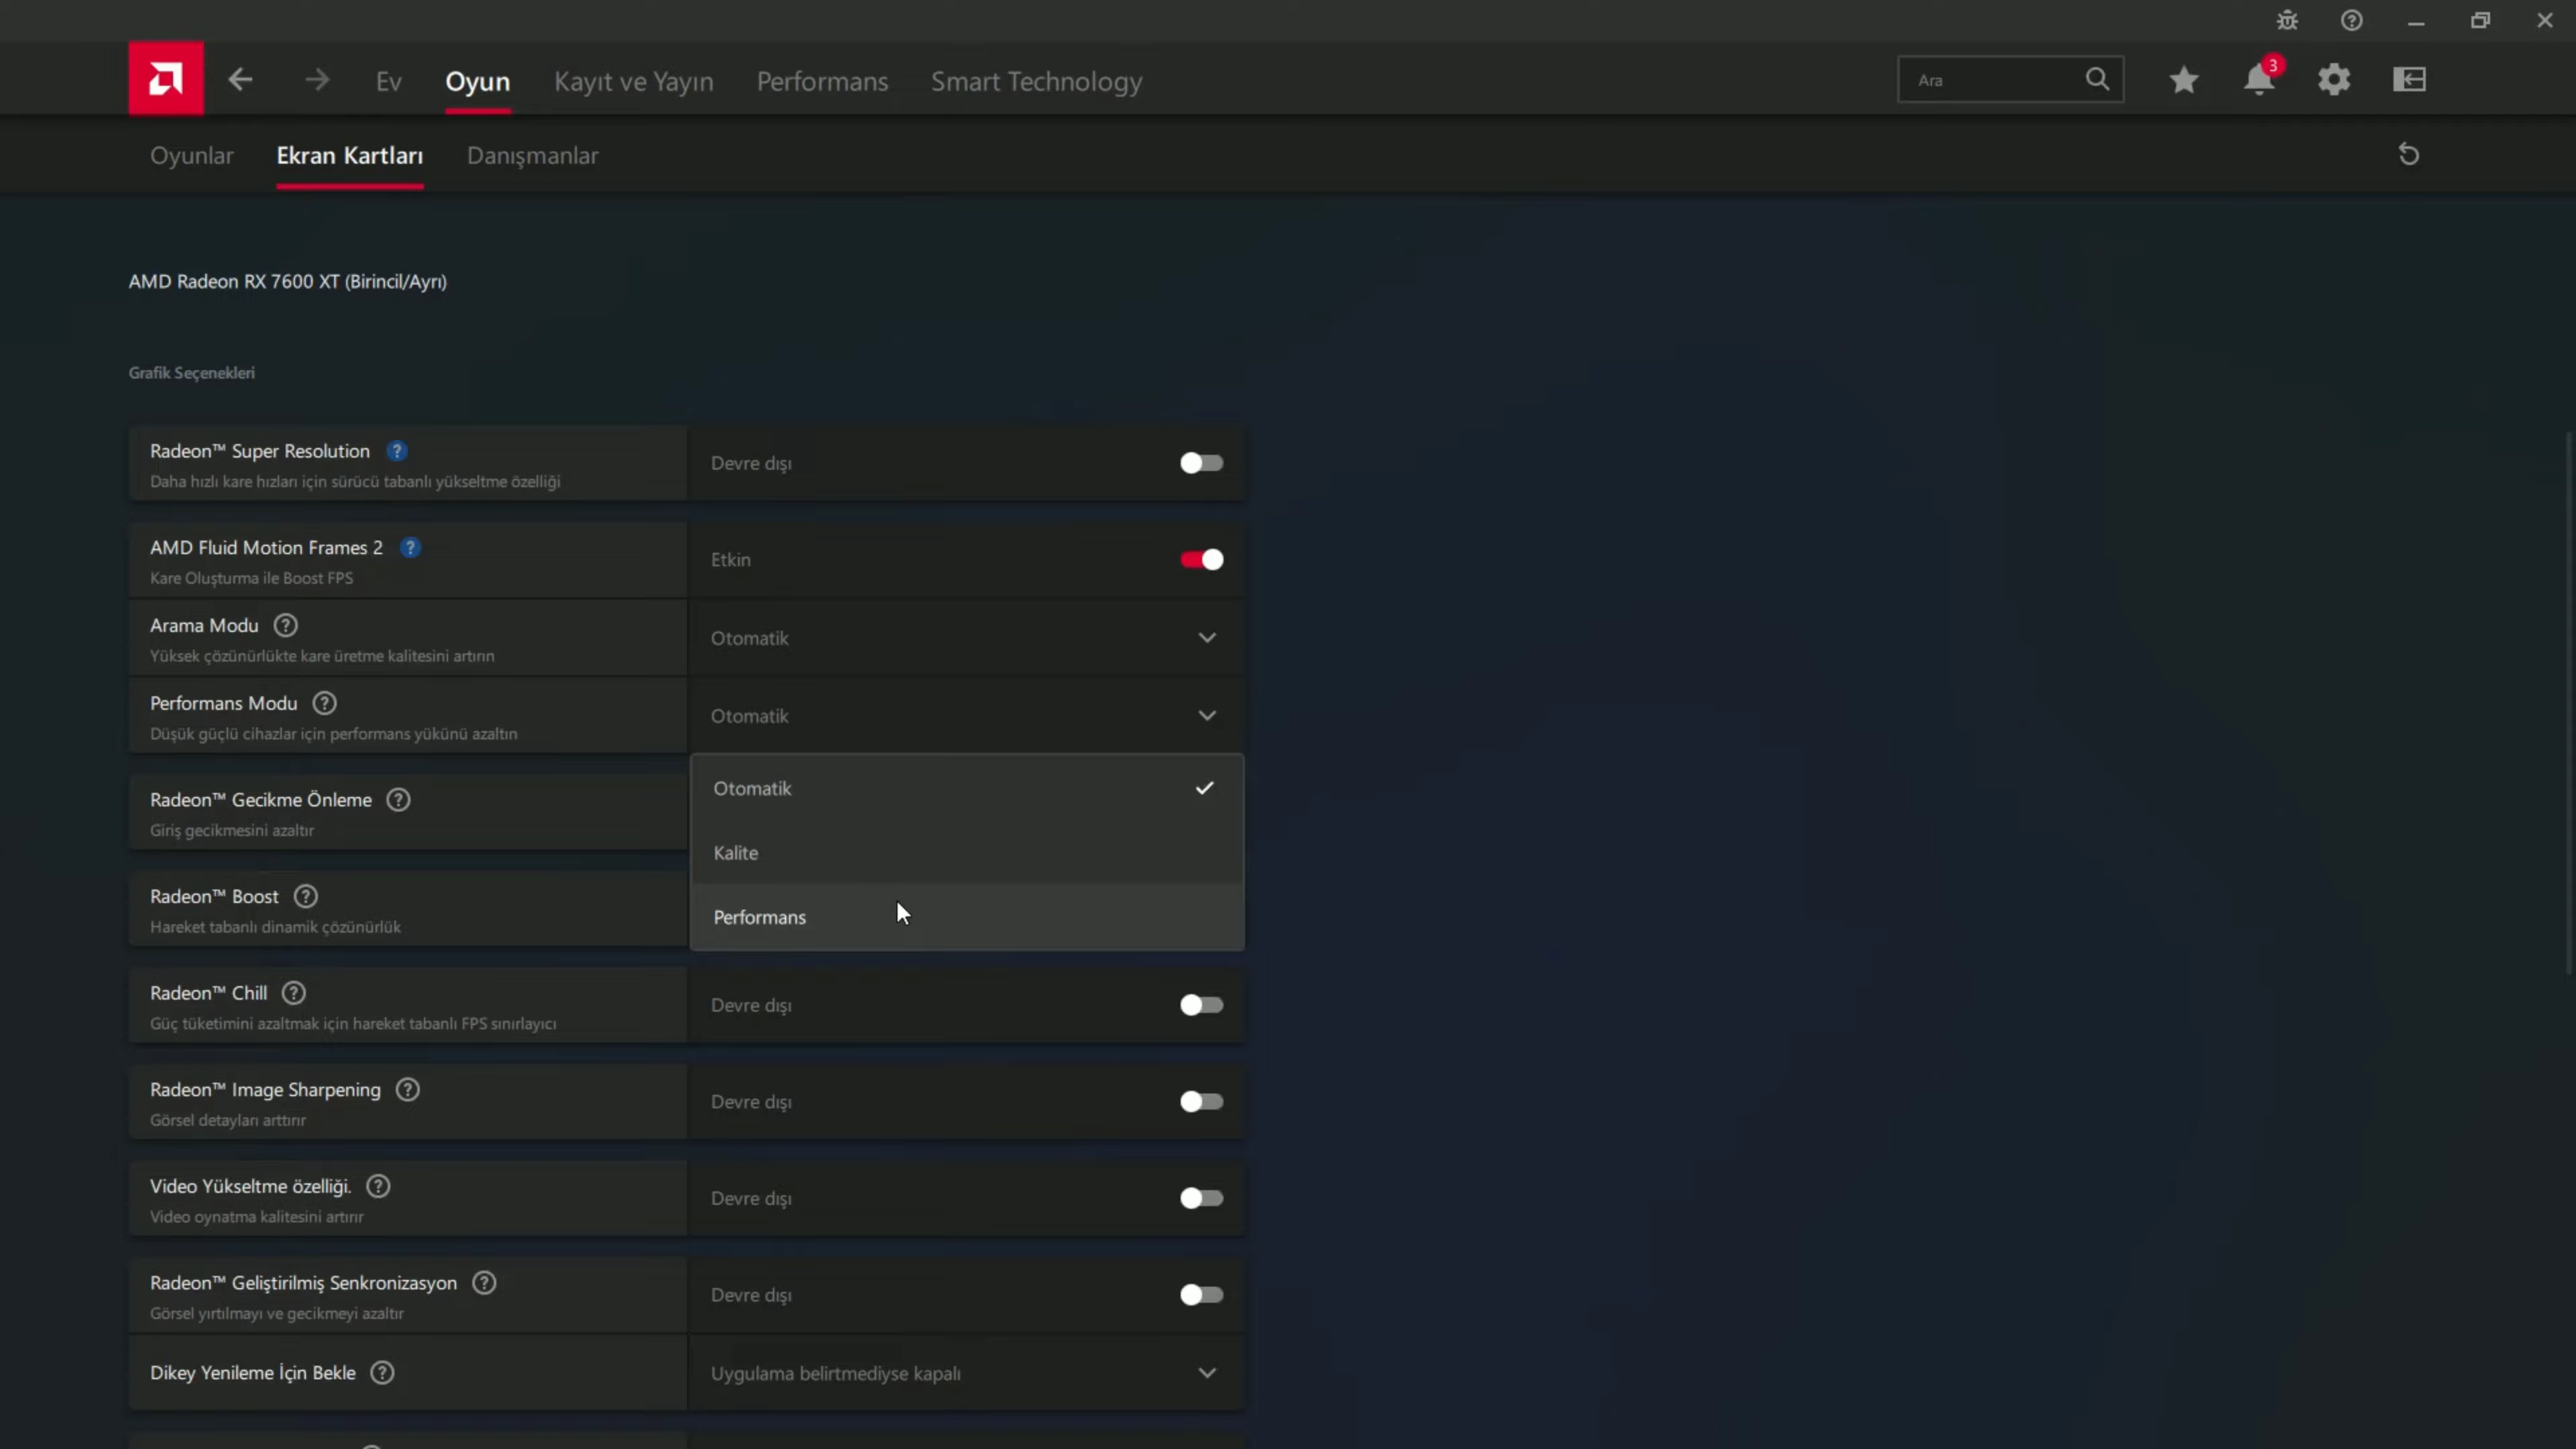 Ev
Oyun
Kayıt ve Yayın
Performans
Smart Technology
Ara
3
Oyunlar
Ekran Kartları
Danışmanlar
AMD Radeon RX 7600 XT (Birincil/Ayrı)
Grafik Seçenekleri
Radeon™ Super Resolution ?
Daha hızlı kare hızları için sürücü tabanlı yükseltme özelliği
Devre dışı
AMD Fluid Motion Frames 2 ?
Kare Oluşturma ile Boost FPS
Etkin
Arama Modu ?
Yüksek çözünürlükte kare üretme kalitesini artırın
Otomatik
Performans Modu ?
Düşük güçlü cihazlar için performans yükünü azaltın
Otomatik
Otomatik
Kalite
Performans
Radeon™ Gecikme Önleme ?
Giriş gecikmesini azaltır
Radeon™ Boost ?
Hareket tabanlı dinamik çözünürlük
Radeon™ Chill ?
Güç tüketimini azaltmak için hareket tabanlı FPS sınırlayıcı
Devre dışı
Radeon™ Image Sharpening ?
Görsel detayları arttırır
Devre dışı
Video Yükseltme özelliği. ?
Video oynatma kalitesini artırır
Devre dışı
Radeon™ Geliştirilmiş Senkronizasyon ?
Görsel yırtılmayı ve gecikmeyi azaltır
Devre dışı
Dikey Yenileme İçin Bekle ?
Uygulama belirtmediyse kapalı